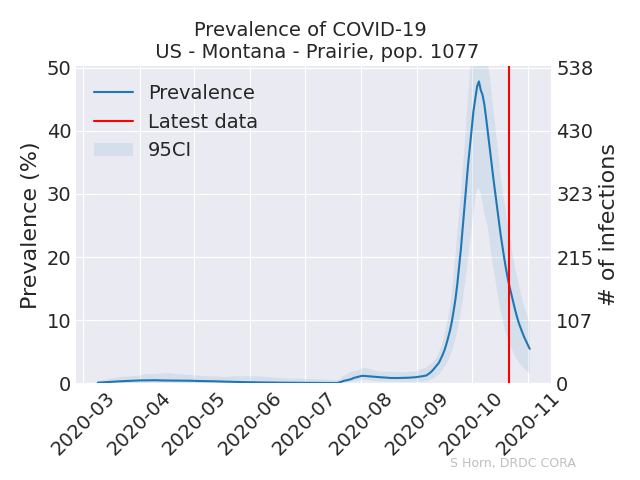 Prevalence of COVID-19
US - Montana - Prairie, pop. 1077
Prevalence
Latest data
95CI
Prevalence (%)
50
40
30
20
10
0
538
430
323
215
107
0
# of infections
2020-03
2020-04
2020-05
2020-06
2020-07
2020-08
2020-09
2020-10
2020-11
S Horn, DRDC CORA